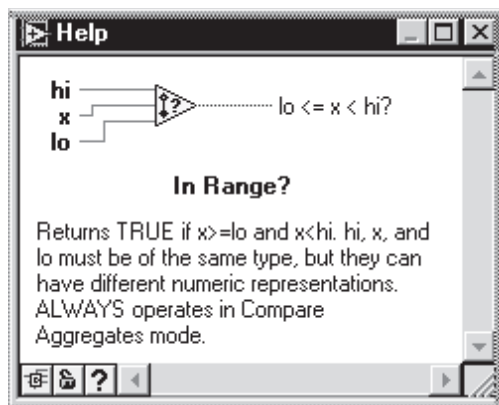 Help
hi
x
lo
lo <= x < hi?
In Range?
Returns TRUE if x>=lo and x<hi. hi, x, and
lo must be of the same type, but they can
have different numeric representations.
ALWAYS operates in Compare
Aggregates mode.
?